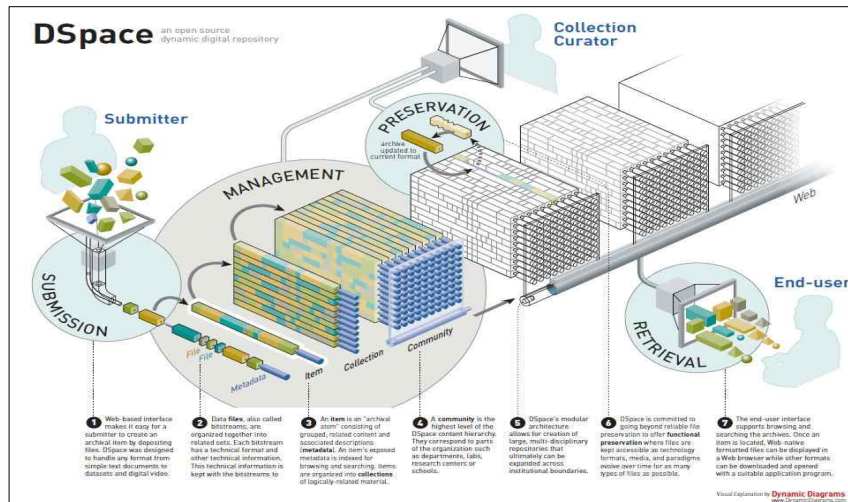 DSpace
an open source
dynamic digital repository
Collection
Curator
Submitter
PRESERVATION
archive
updated to
current format
MANAGEMENT
Web
SUBMISSION
End-user
RETRIEVAL
File
File
Metadata
Item
Collection
Community
1 Web-based interface
makes it easy for a
submitter to create an
archival item by depositing
files. DSpace was designed
to handle any format from
simple text documents to
datasets and digital video.
2 Data files, also called
bitstreams, are
organized together into
related sets. Each bitstream
has a technical format and
other technical information.
This technical information is
kept with the bitstreams to
3 An item is an "archival
atom" consisting of
grouped, related content and
associated descriptions
(metadata). An item's exposed
metadata is indexed for
browsing and searching. Items
are organized into collections
of logically-related material.
4 A community is the
highest level of the
DSpace content hierarchy.
They correspond to parts
of the organization such
as departments, labs,
research centers or
schools.
5 DSpace's modular
architecture
allows for creation of
large, multi-disciplinary
repositories that
ultimately can be
expanded across
institutional boundaries.
6 DSpace is committed to
going beyond reliable file
preservation to offer functional
preservation where files are
kept accessible as technology
formats, media, and paradigms
evolve over time for as many
types of files as possible.
7 The end-user interface
supports browsing and
searching the archives. Once an
item is located, Web-native
formatted files can be displayed
in a Web browser while other formats
can be downloaded and opened
with a suitable application program.
Visual Explanation by Dynamic Diagrams
www.DynamicDiagrams.com